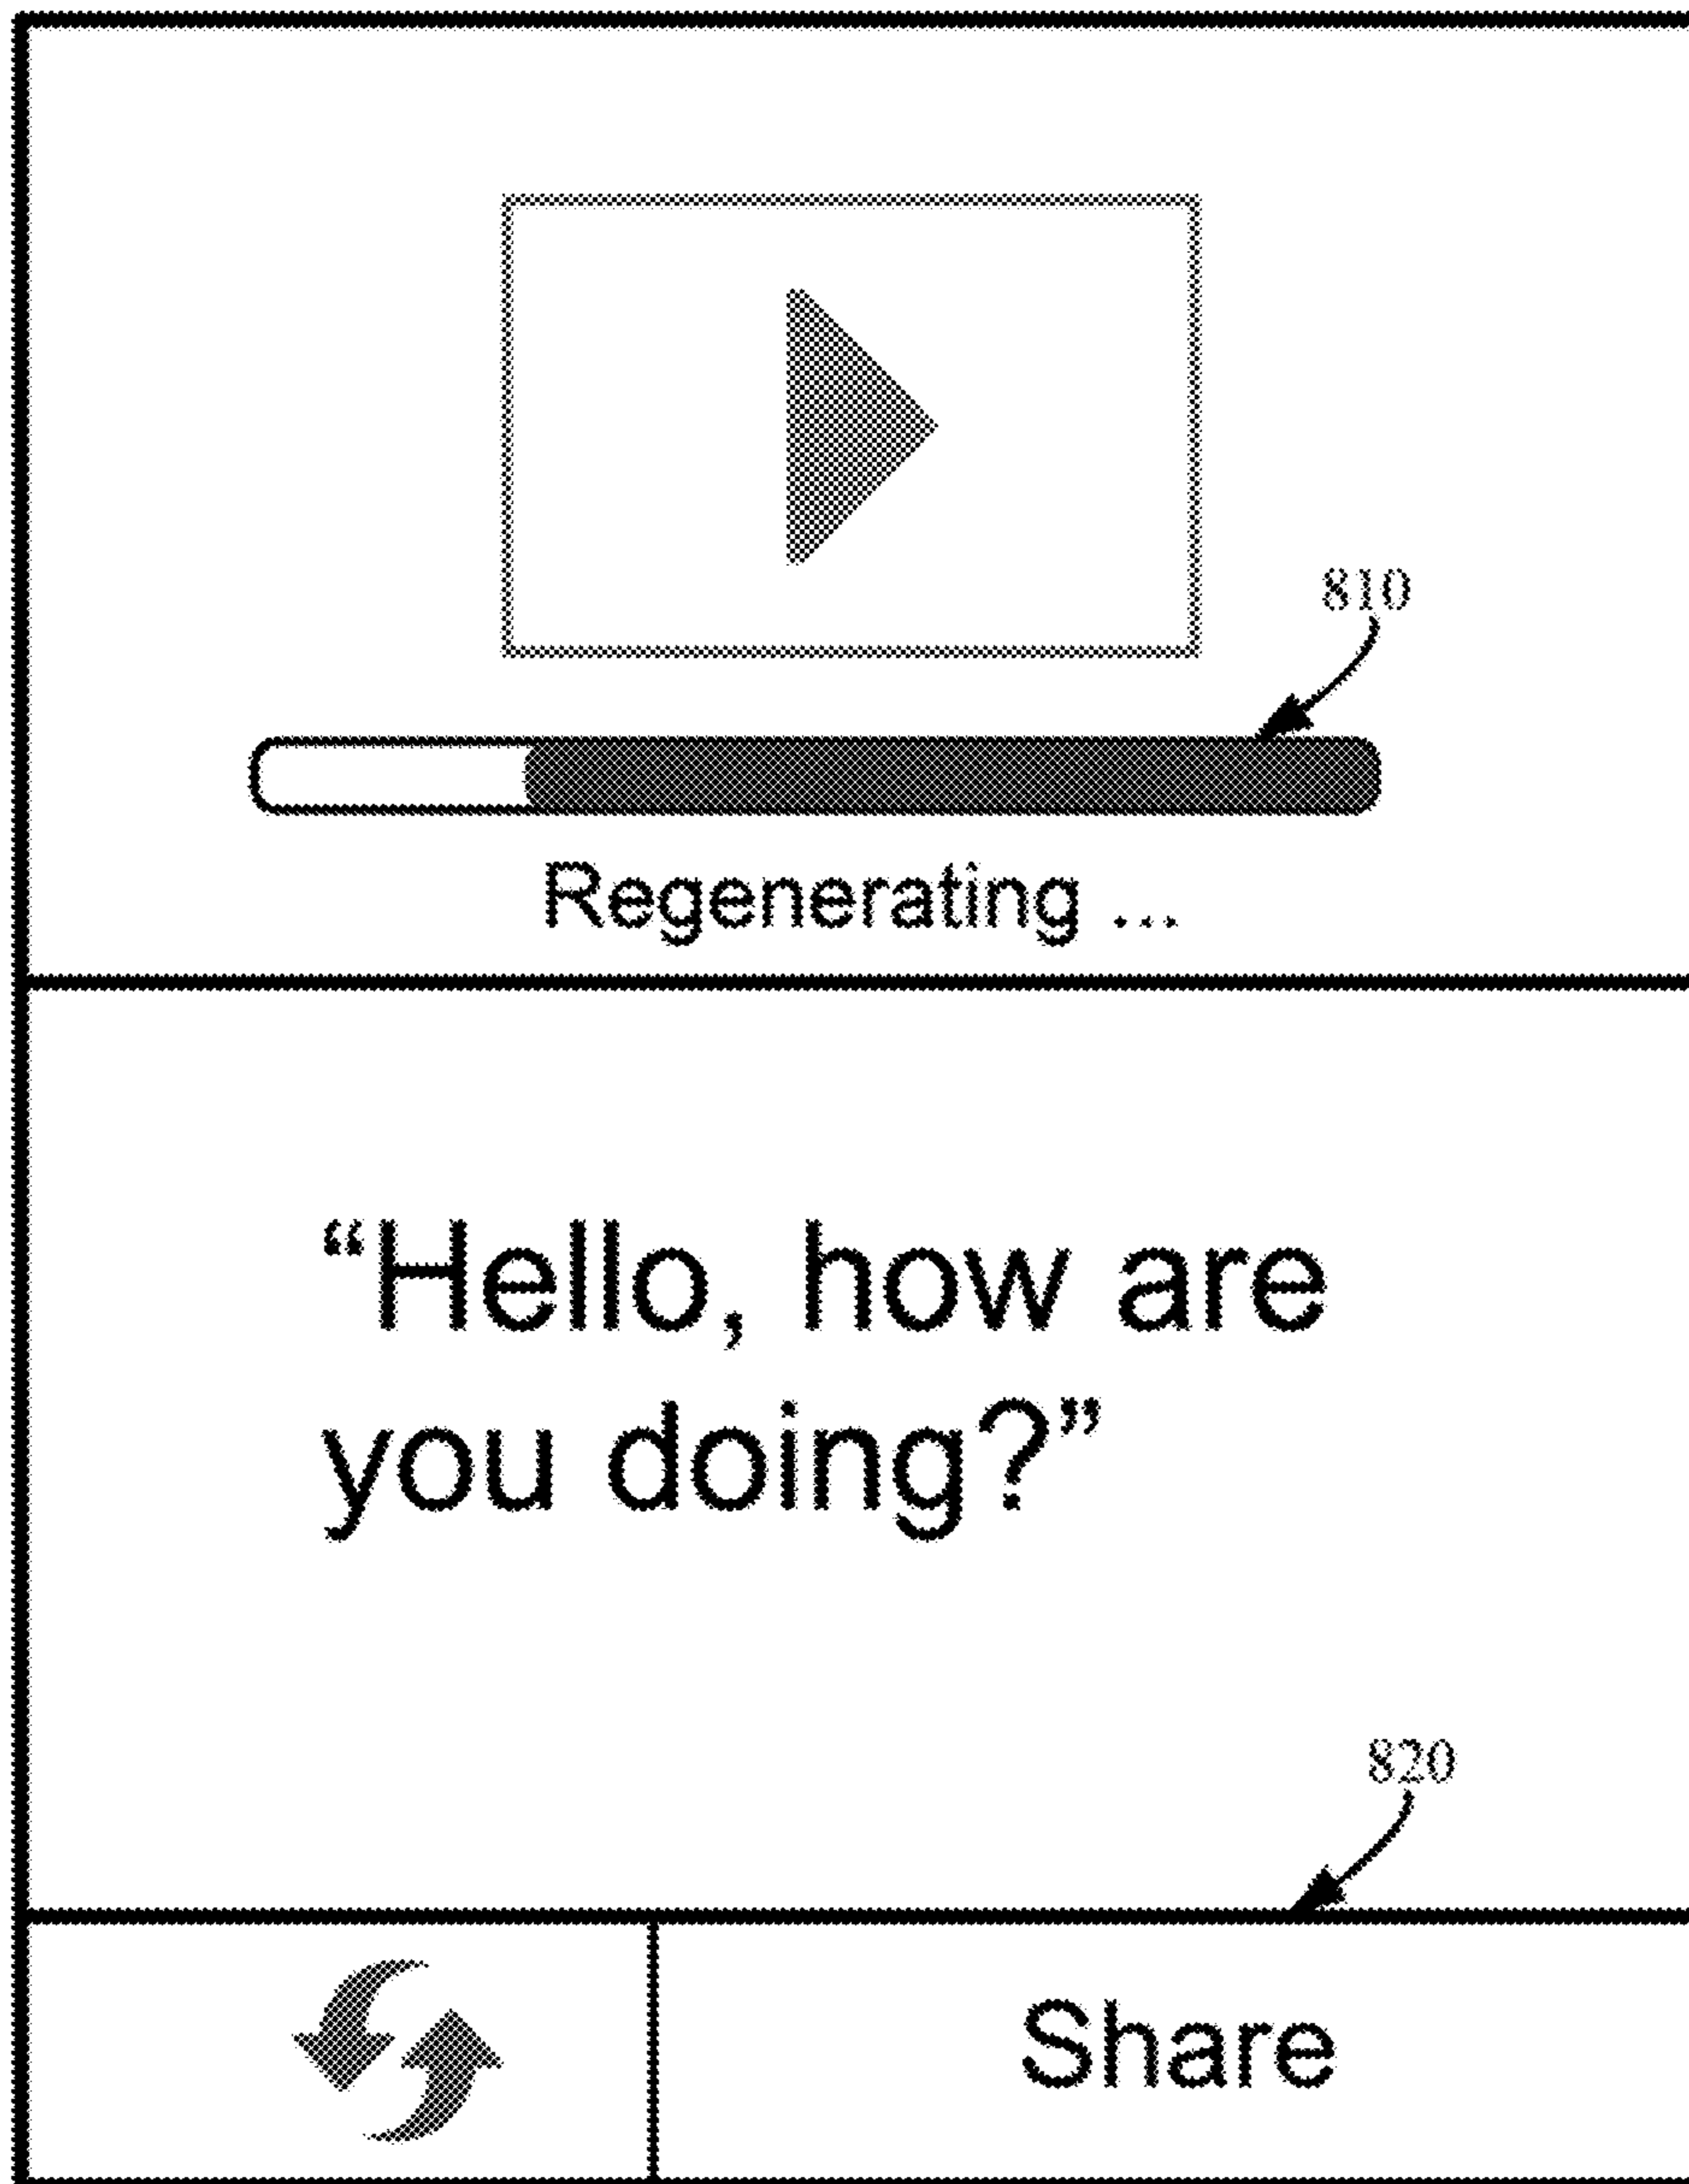 810
Regenerating ...
“Hello, how are
you doing?”
820
Share